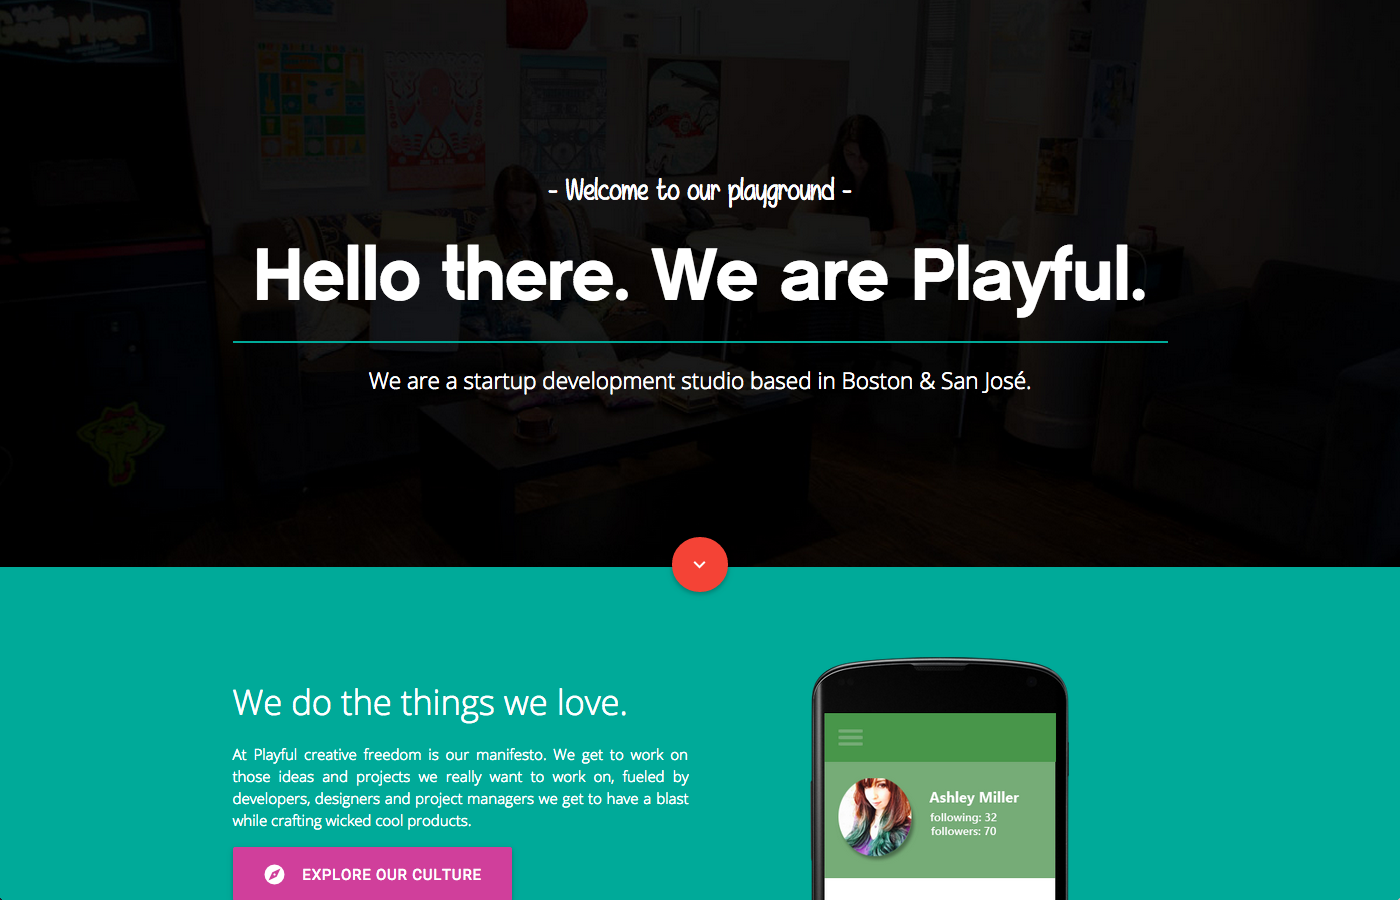 - Welcome to our playground -
Hello there. We are Playful.
We are a startup development studio based in Boston & San José.
We do the things we love.
At Playful creative freedom is our manifesto. We get to work on
those ideas and projects we really want to work on, fueled by
developers, designers and project managers we get to have a blast
while crafting wicked cool products.
EXPLORE OUR CULTURE
Ashley Miller
following: 32
followers: 70